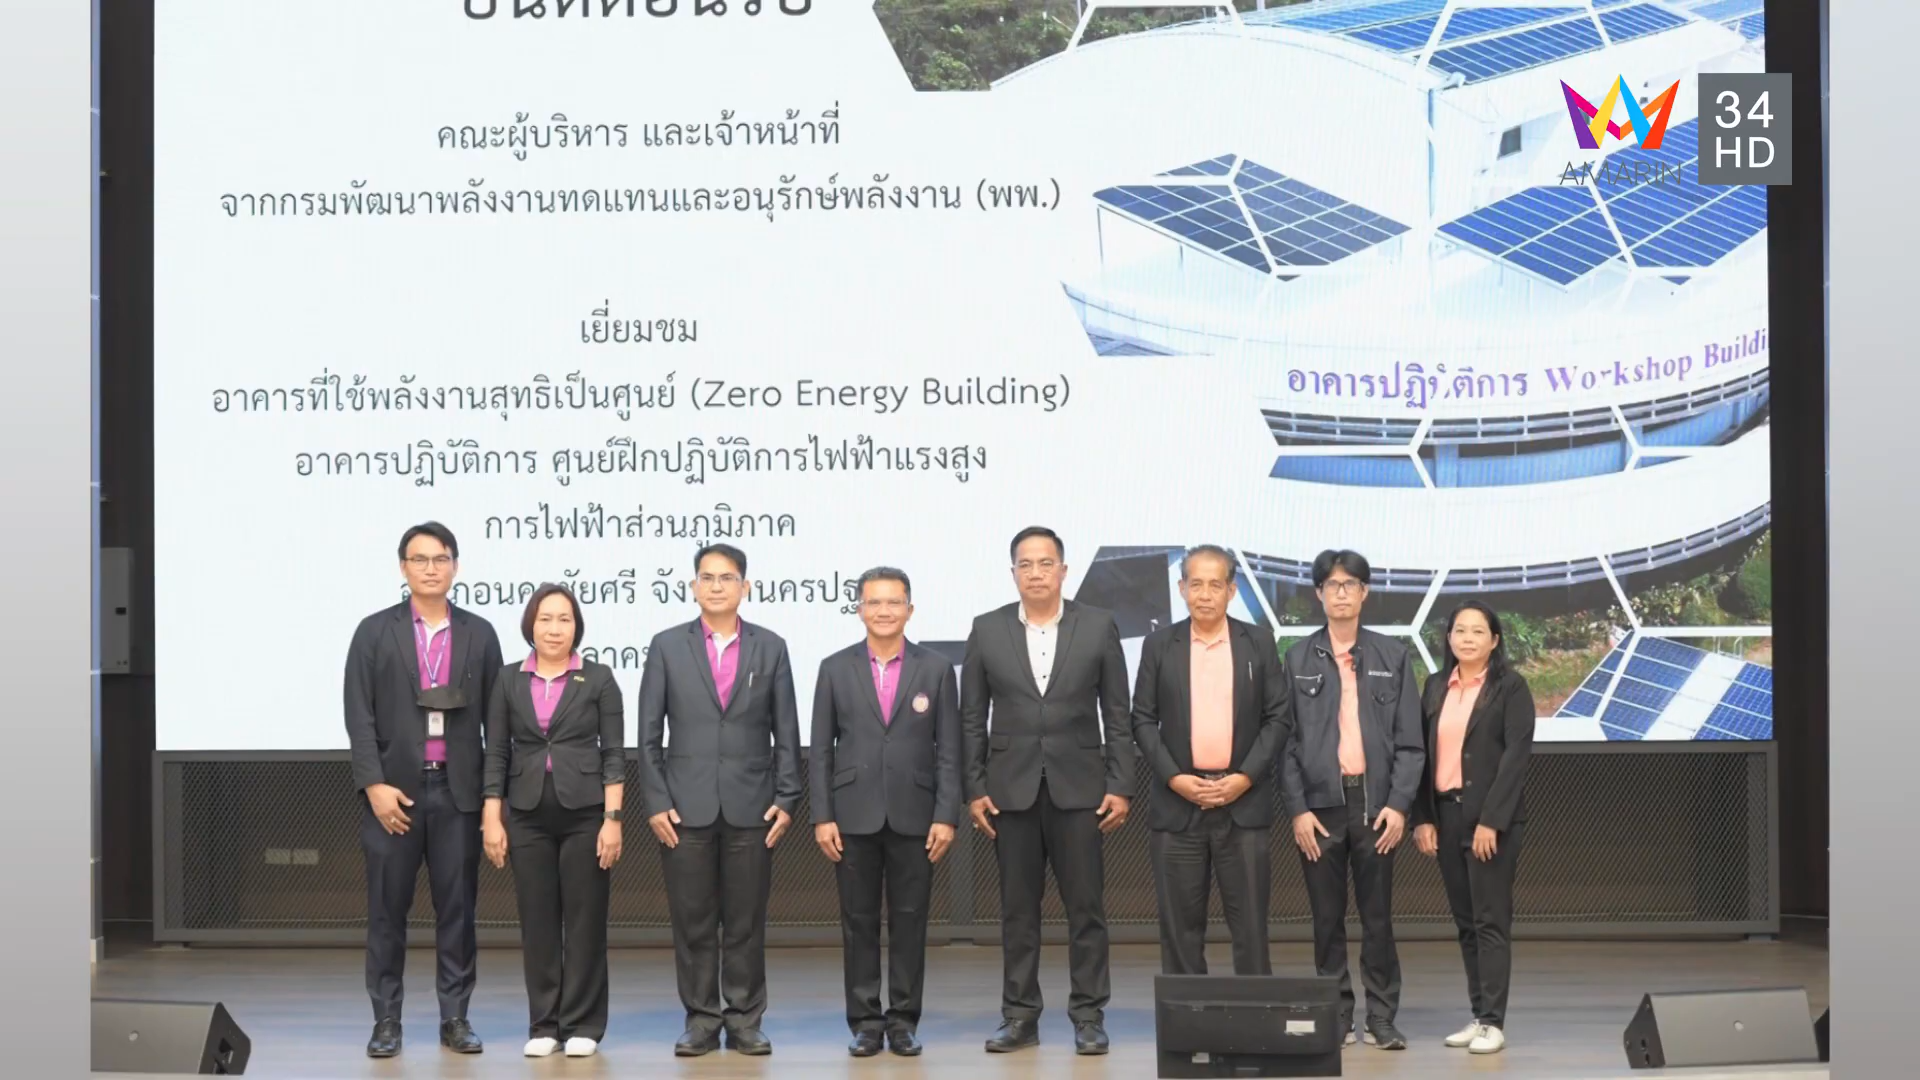 คณะผู้บริหาร และเจ้าหน้าที่
จากกรมพัฒนาพลังงานทดแทนและอนุรักษ์พลังงาน (พพ.)
เยี่ยมชม
อาคารที่ใช้พลังงานสุทธิเป็นศูนย์ (Zero Energy Building)
อาคารปฏิบัติการ ศูนย์ฝึกปฏิบัติการไฟฟ้าแรงสูง
การไฟฟ้าส่วนภูมิภาค
อาคารปฏิบัติการ Workshop Buildi
AMARIN
34
HD